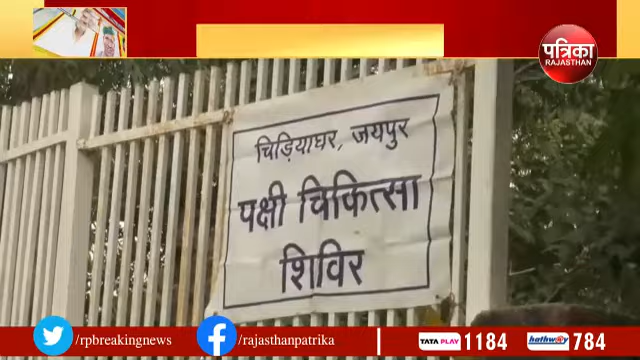 पत्रिका
RAJASTHAN
चिड़ियाघर, जयपुर
पक्षी चिकित्सा
शिविर
/rpbreakingnews
/rajasthanpatrika
TATA PLAY 1184
hathway 784